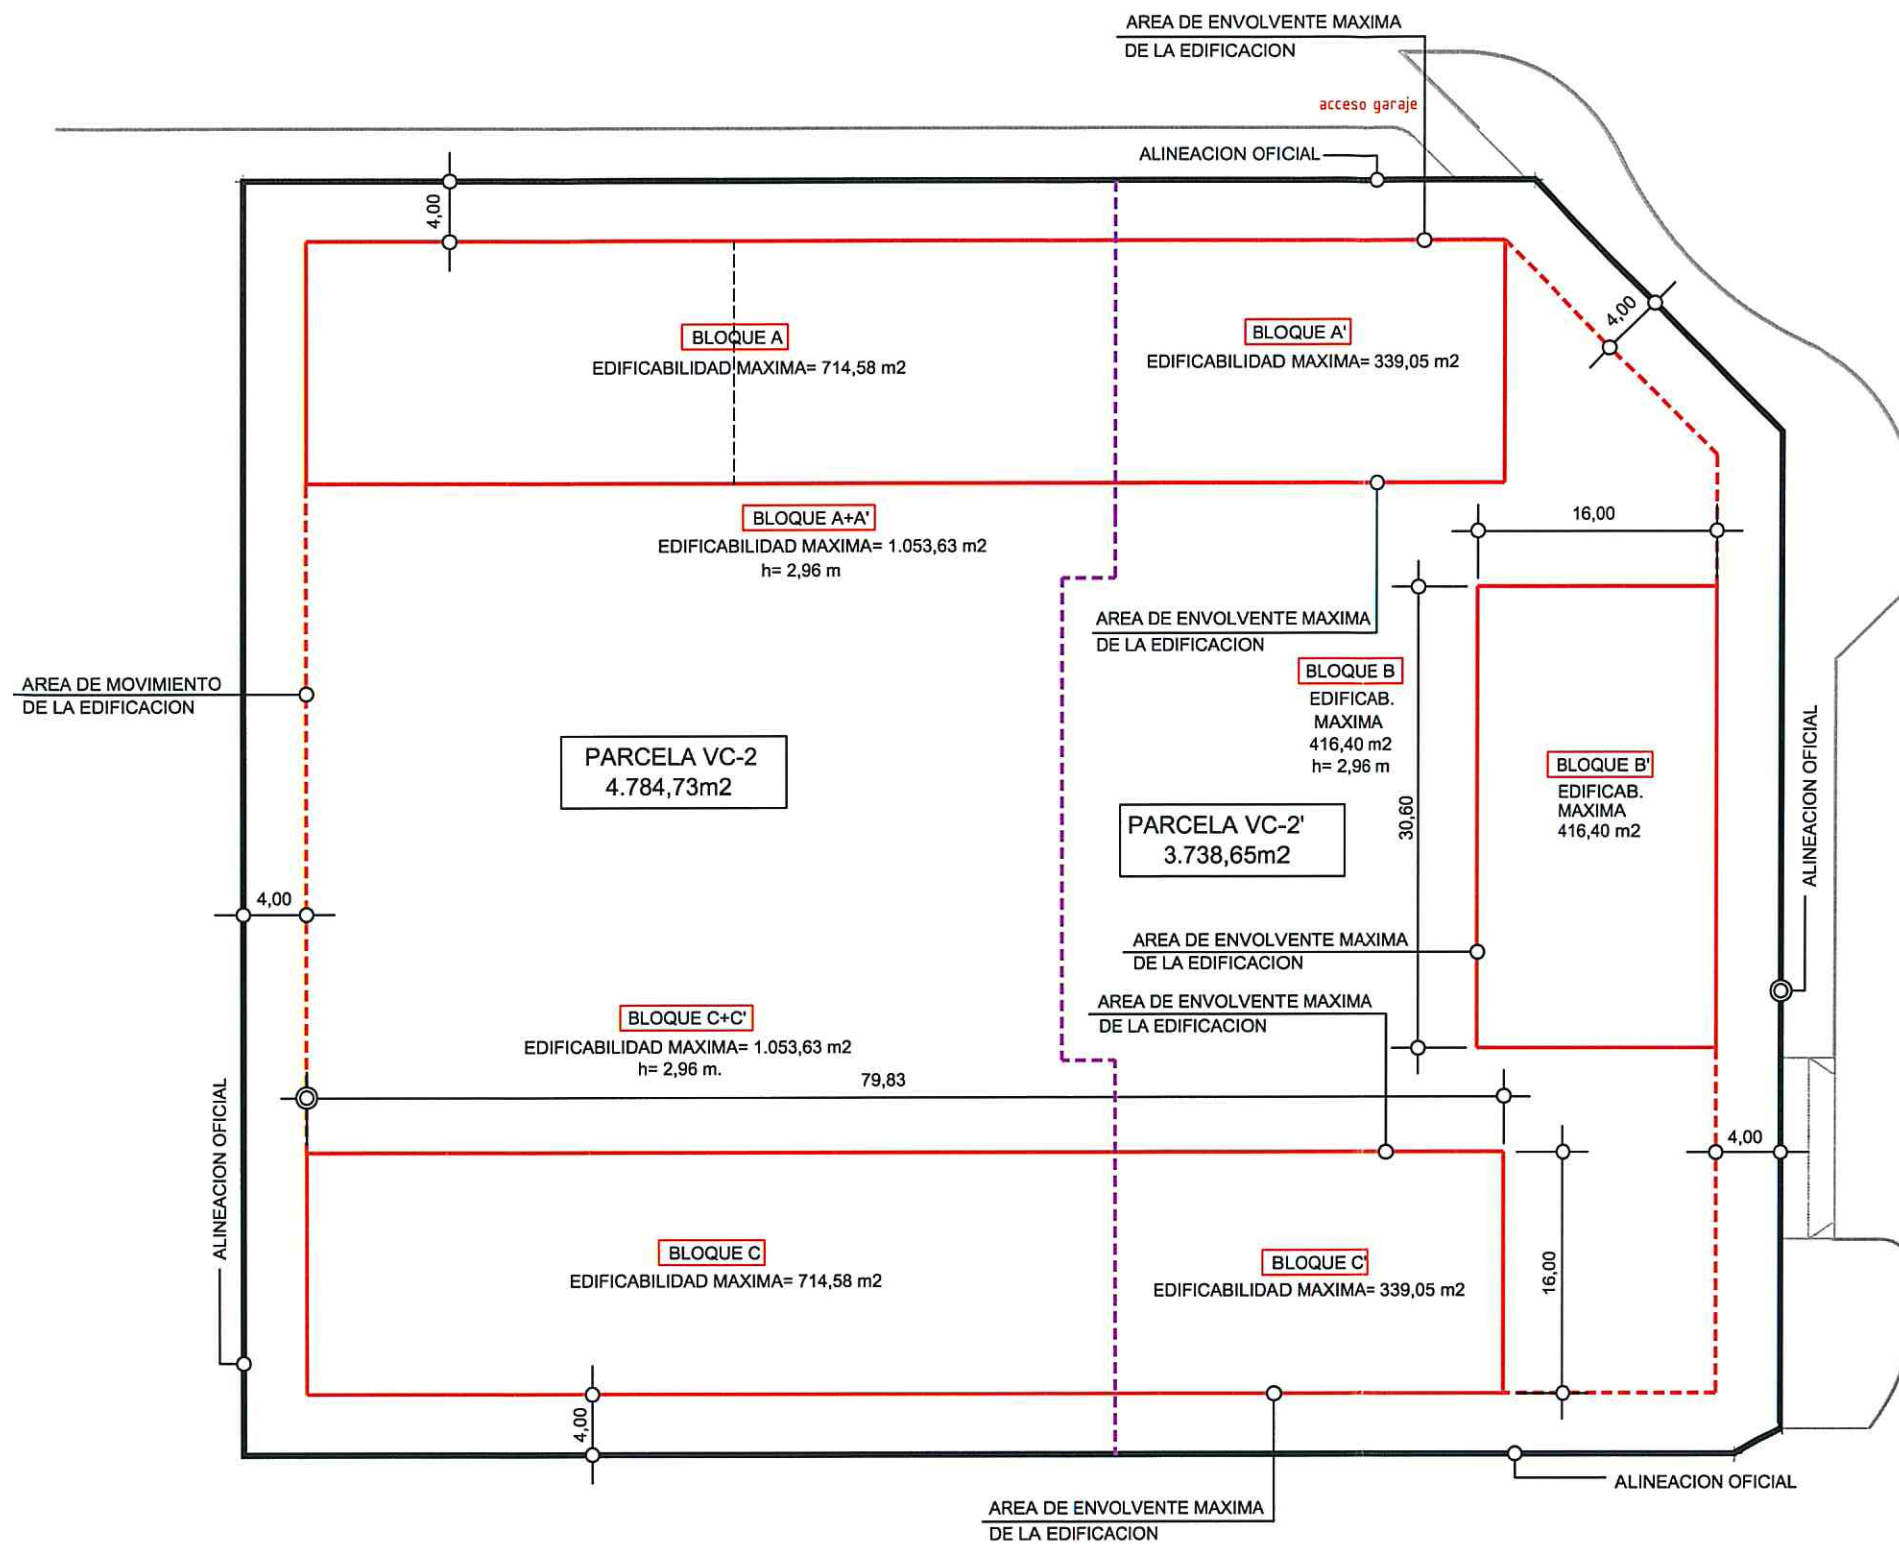 AREA DE ENVOLVENTE MAXIMA
DE LA EDIFICACION
acceso garaje
ALINEACION OFICIAL
4,00
4,00
BLOQUE A
EDIFICABILIDAD MAXIMA= 714,58 m2
BLOQUE A'
EDIFICABILIDAD MAXIMA= 339,05 m2
BLOQUE A+A'
EDIFICABILIDAD MAXIMA= 1.053,63 m2
h= 2,96 m
16,00
AREA DE ENVOLVENTE MAXIMA
DE LA EDIFICACION
AREA DE MOVIMIENTO
DE LA EDIFICACION
BLOQUE B
EDIFICAB.
MAXIMA
416,40 m2
h= 2,96 m
PARCELA VC-2
4.784,73m2
BLOQUE B'
EDIFICAB.
MAXIMA
416,40 m2
ALINEACION OFICIAL
30,60
PARCELA VC-2'
3.738,65m2
4,00
AREA DE ENVOLVENTE MAXIMA
DE LA EDIFICACION
AREA DE ENVOLVENTE MAXIMA
DE LA EDIFICACION
BLOQUE C+C'
EDIFICABILIDAD MAXIMA= 1.053,63 m2
h= 2,96 m.
79,83
ALINEACION OFICIAL
4,00
BLOQUE C
EDIFICABILIDAD MAXIMA= 714,58 m2
BLOQUE C'
EDIFICABILIDAD MAXIMA= 339,05 m2
16,00
4,00
ALINEACION OFICIAL
AREA DE ENVOLVENTE MAXIMA
DE LA EDIFICACION